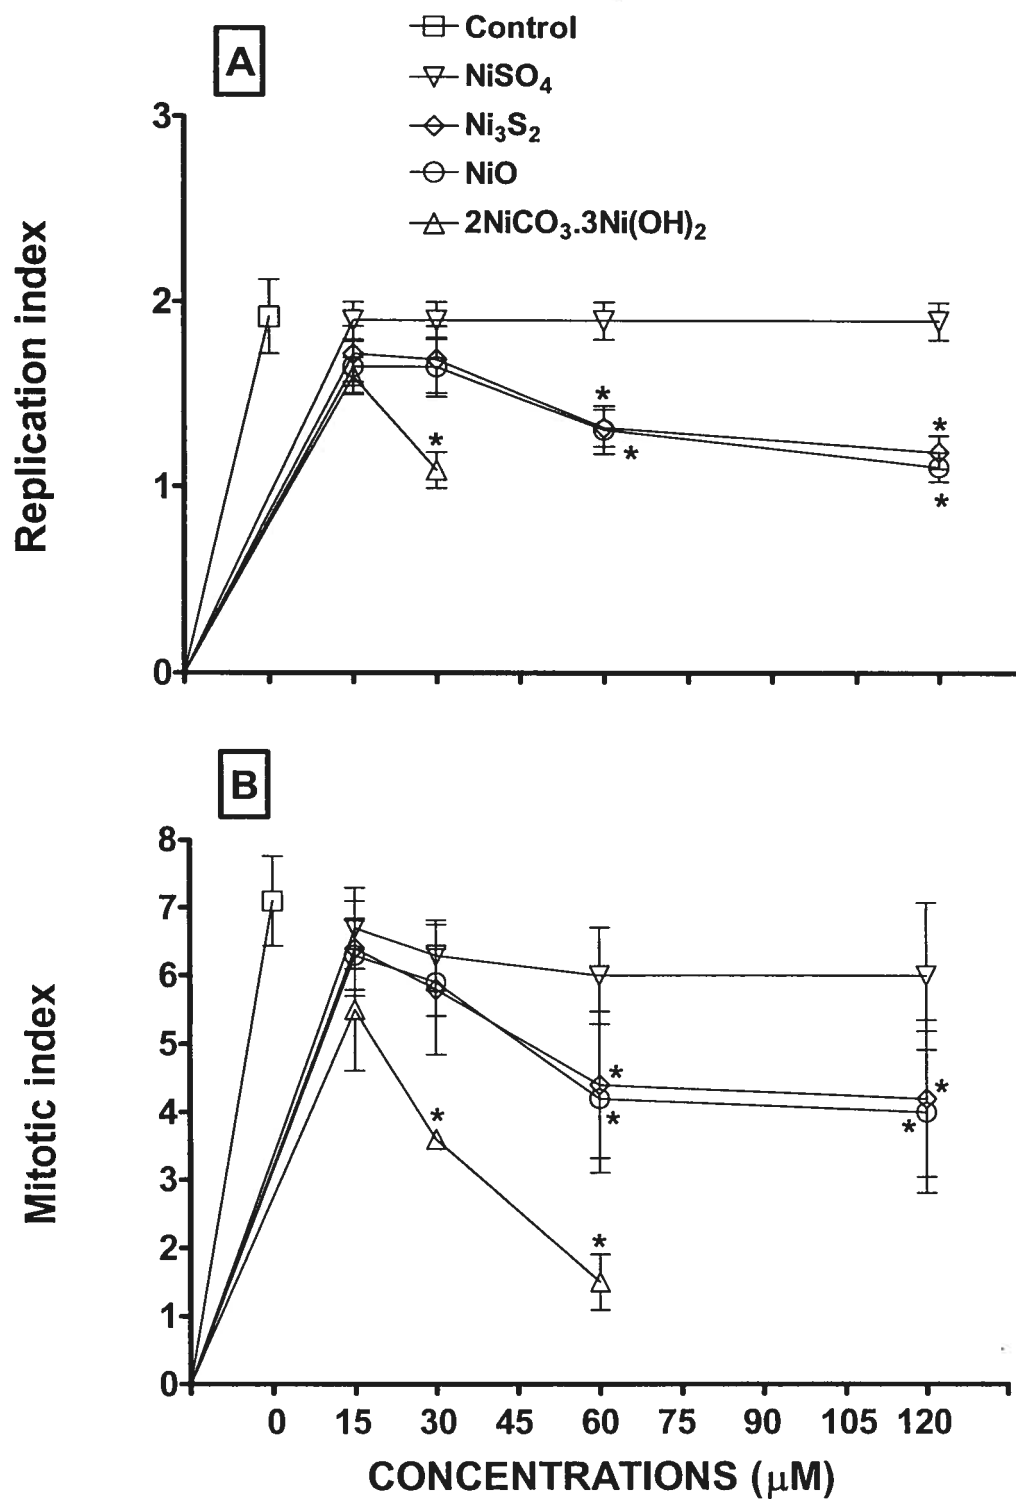 A
Control
NiSO₄
Ni₃S₂
NiO
2NiCO₃.3Ni(OH)₂
Replication index
3
2
1
0
*
*
*
*
*
B
Mitotic index
8
7
6
5
4
3
2
1
0
*
*
*
*
*
*
0 15 30 45 60 75 90 105 120
CONCENTRATIONS (μM)